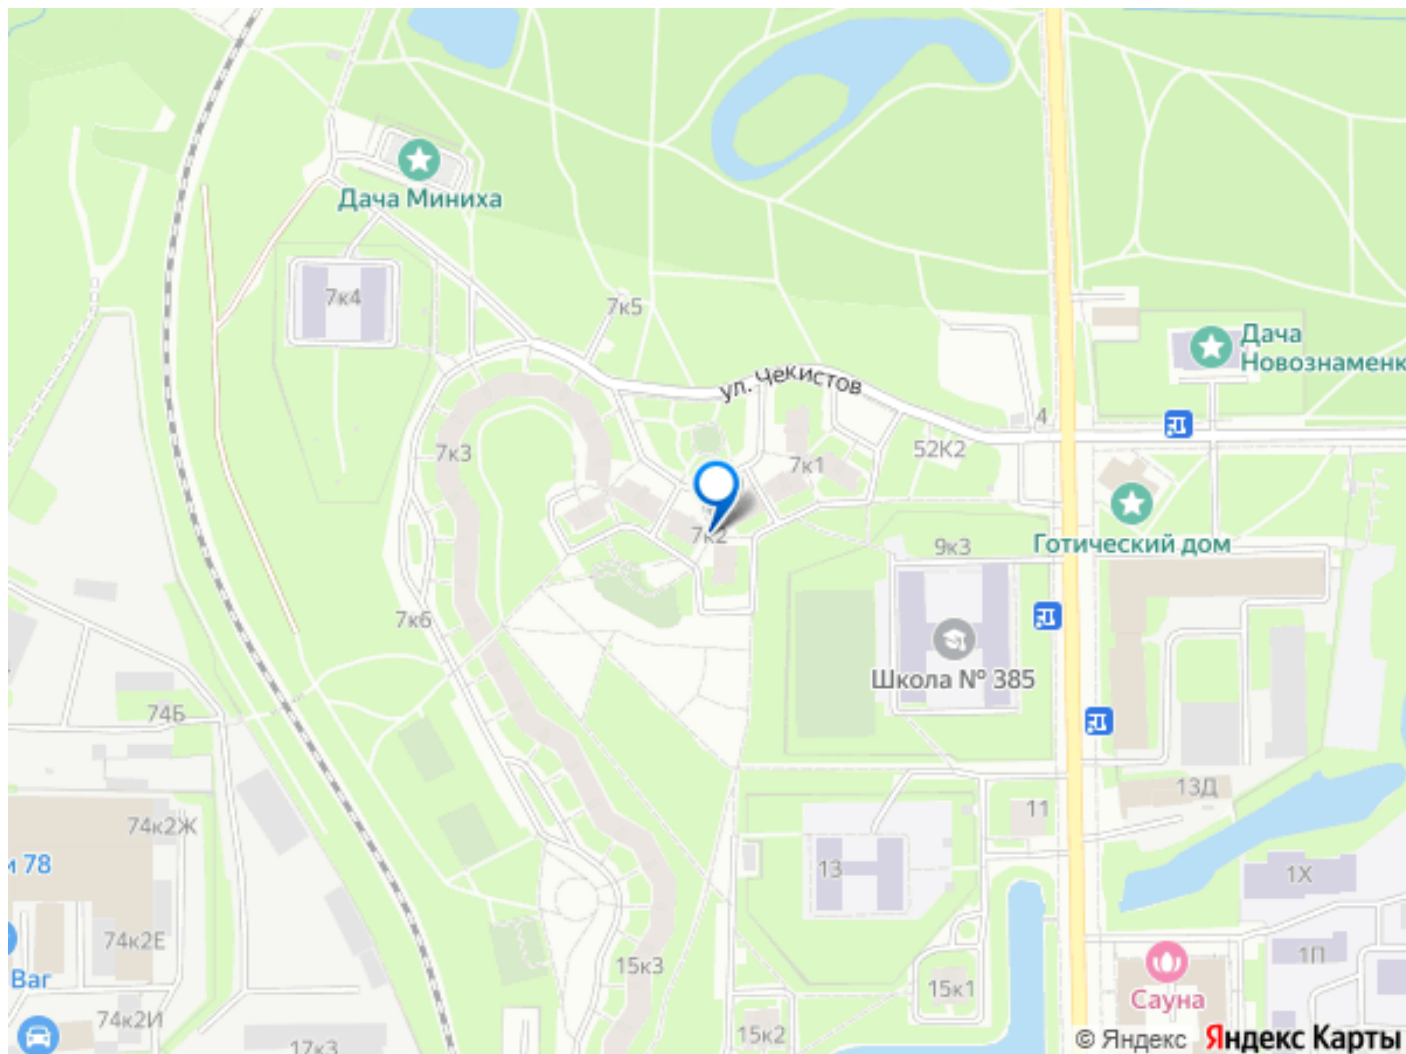 Дача Миниха
7к4
7к5
ул. Чекистов
Дача
Новознаменк
4
7к3
7к1
52К2
7к2
9к3
Готический дом
7к6
Школа № 385
74Б
13Д
11
74к2Ж
и 78
13
1Х
74к2Е
1П
15к3
Ваг
15к1
Сауна
74к2И
15к2
17к3
© Яндекс Яндекс Карты